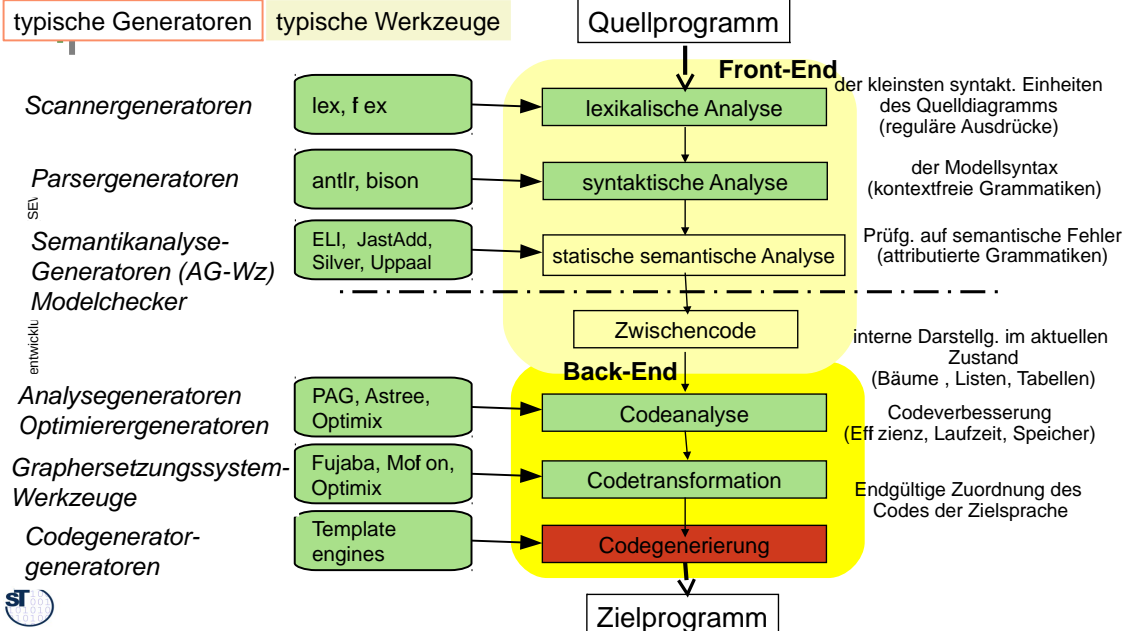 typische Generatoren
typische Werkzeuge
Quellprogramm
Front-End
Scannergeneratoren
lex, f ex
lexikalische Analyse
der kleinsten syntakt. Einheiten
des Quelldiagramms
(reguläre Ausdrücke)
Parsergeneratoren
antlr, bison
syntaktische Analyse
der Modellsyntax
(kontextfreie Grammatiken)
Semantikanalyse-
Generatoren (AG-Wz)
Modelchecker
ELI, JastAdd,
Silver, Uppaal
statische semantische Analyse
Prüfg. auf semantische Fehler
(attributierte Grammatiken)
Zwischencode
interne Darstellg. im aktuellen
Zustand
(Bäume , Listen, Tabellen)
Back-End
Analysegeneratoren
Optimierergeneratoren
PAG, Astree,
Optimix
Codeanalyse
Codeverbesserung
(Eff zienz, Laufzeit, Speicher)
Graphersetzungssystem-
Werkzeuge
Fujaba, Mof on,
Optimix
Codetransformation
Endgültige Zuordnung des
Codes der Zielsprache
Codegenerator-
generatoren
Template
engines
Codegenerierung
Zielprogramm
entwicklu
ST